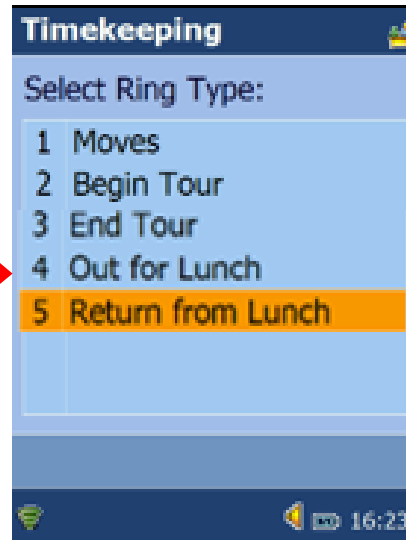 Timekeeping
Select Ring Type:
1 Moves
2 Begin Tour
3 End Tour
4 Out for Lunch
5 Return from Lunch
16:23